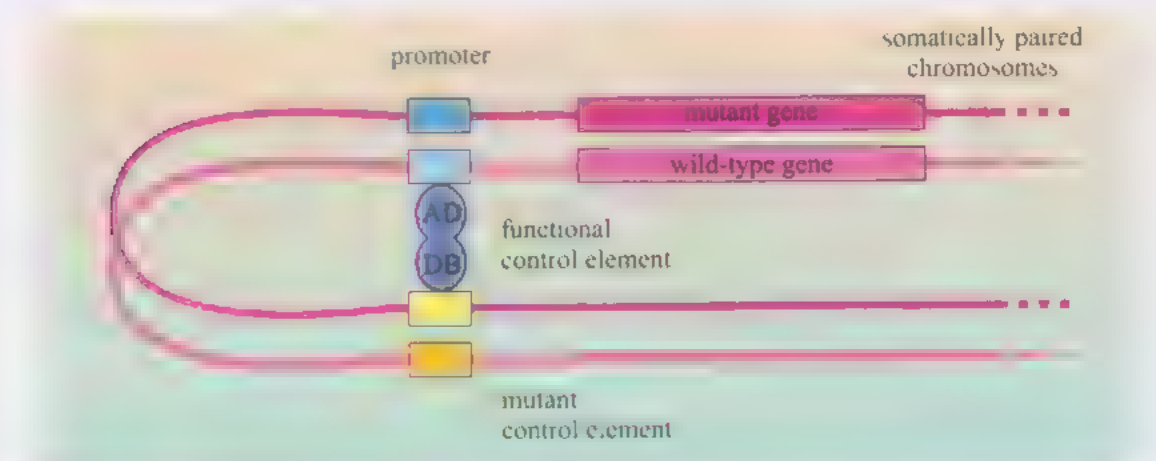 promoter
somatically paired
chromosomes
mutant gene
wild-type gene
AD
functional
control element
DB
mutant
control element